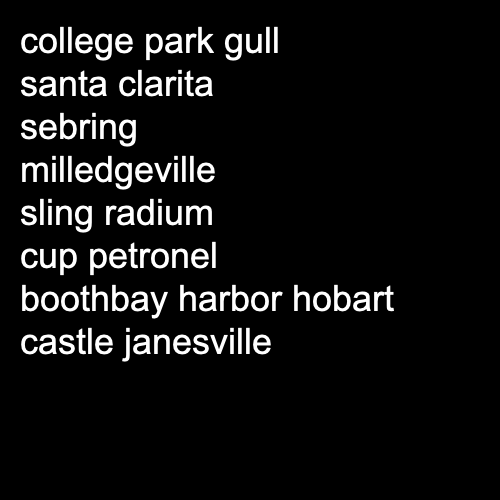 college park gull
santa clarita
sebring
milledgeville
sling radium
cup petronel
boothbay harbor hobart
castle janesville